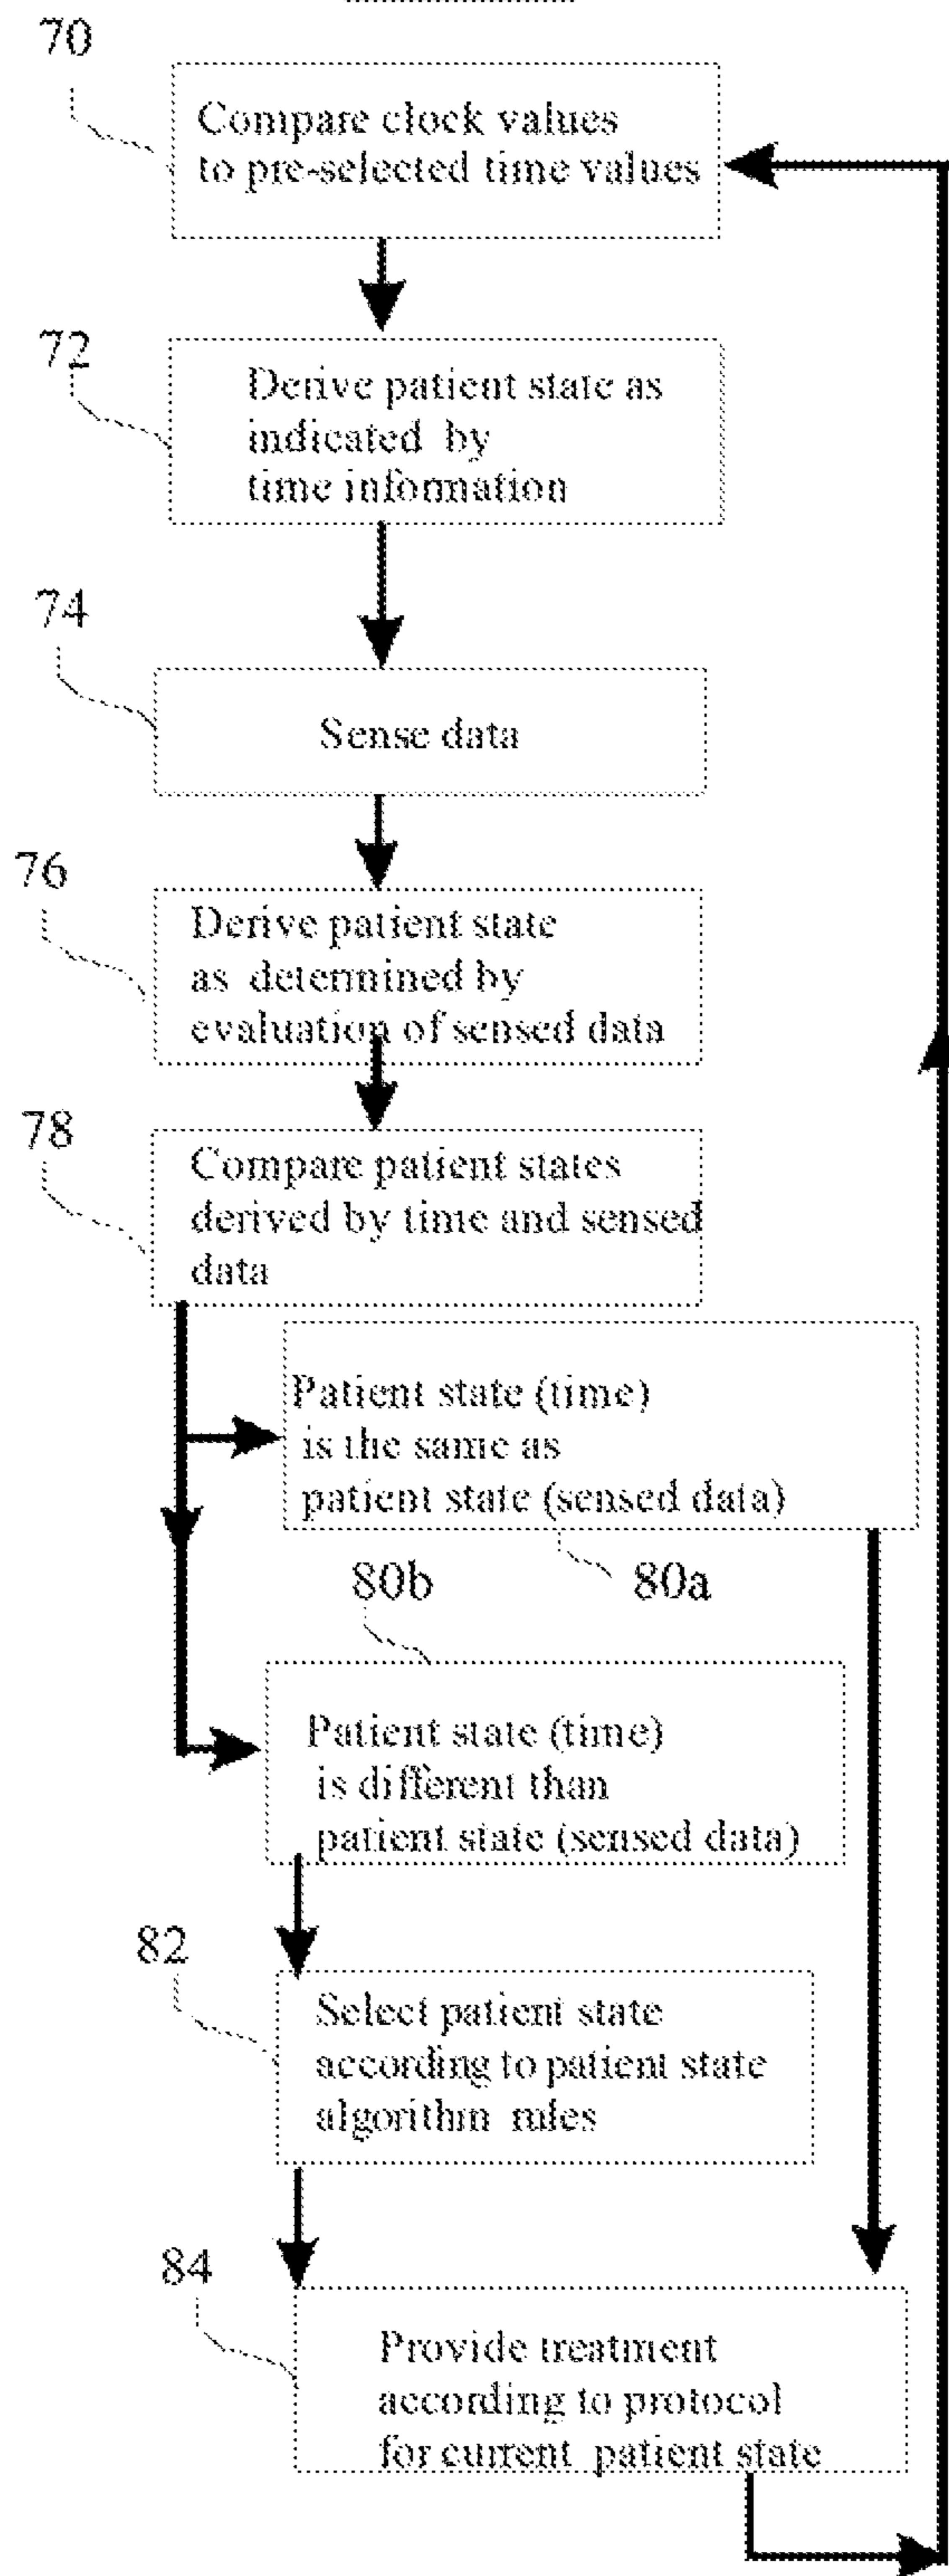 70
Compare clock values
to pre-selected time values
72
Derive patient state as
indicated by
time information
74
Sense data
76
Derive patient state
as determined by
evaluation of sensed data
78
Compare patient states
derived by time and sensed
data
Patient state (time)
is the same as
patient state (sensed data)
80b
80a
Patient state (time)
is different than
patient state (sensed data)
82
Select patient state
according to patient state
algorithm rules
84
Provide treatment
according to protocol
for current patient state